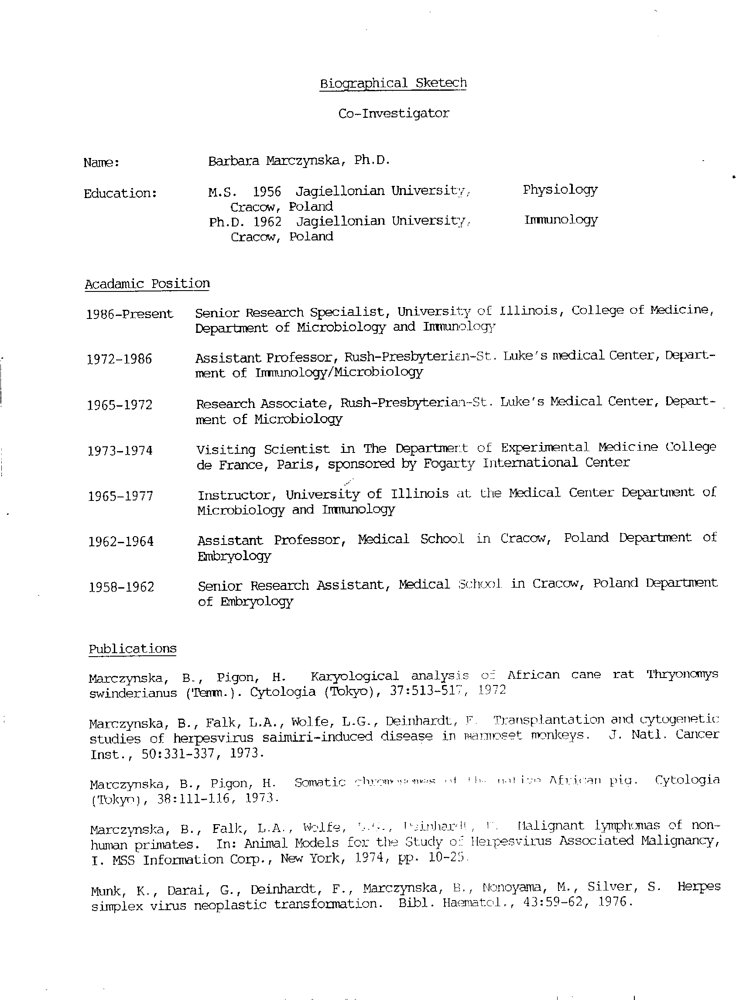 Biographical Sketech
Co-Investigator
Name: Barbara Marczynska, Ph.D.
Education: M.S. 1956 Jagiellonian University, Physiology
Cracow, Poland
Ph.D. 1962 Jagiellonian University, Immunology
Cracow, Poland
Acadamic Position
1986-Present Senior Research Specialist, University of Illinois, College of Medicine,
Department of Microbiology and Immunology
1972-1986 Assistant Professor, Rush-Presbyterian-St. Luke's medical Center, Depart-
ment of Immunology/Microbiology
1965-1972 Research Associate, Rush-Presbyterian-St. Luke's Medical Center, Depart-
ment of Microbiology
1973-1974 Visiting Scientist in The Department of Experimental Medicine College
de France, Paris, sponsored by Fogarty International Center
1965-1977 Instructor, University of Illinois at the Medical Center Department of
Microbiology and Immunology
1962-1964 Assistant Professor, Medical School in Cracow, Poland Department of
Embryology
1958-1962 Senior Research Assistant, Medical School in Cracow, Poland Department
of Embryology
Publications
Marczynska, B., Pigon, H. Karyological analysis of African cane rat Thryonomys
swinderianus (Temm.). Cytologia (Tokyo), 37:513-517, 1972
Marczynska, B., Falk, L.A., Wolfe, L.G., Deinhardt, F. Transplantation and cytogenetic
studies of herpesvirus saimiri-induced disease in marmoset monkeys. J. Natl. Cancer
Inst., 50:331-337, 1973.
Marczynska, B., Pigon, H. Somatic chromosomes of the native African pig. Cytologia
(Tokyo), 38:111-116, 1973.
Marczynska, B., Falk, L.A., Wolfe, L.G., Deinhardt, F. Malignant lymphomas of non-
human primates. In: Animal Models for the Study of Herpesvirus Associated Malignancy,
I. MSS Information Corp., New York, 1974, pp. 10-25.
Munk, K., Darai, G., Deinhardt, F., Marczynska, B., Nonoyama, M., Silver, S. Herpes
simplex virus neoplastic transformation. Bibl. Haematol., 43:59-62, 1976.